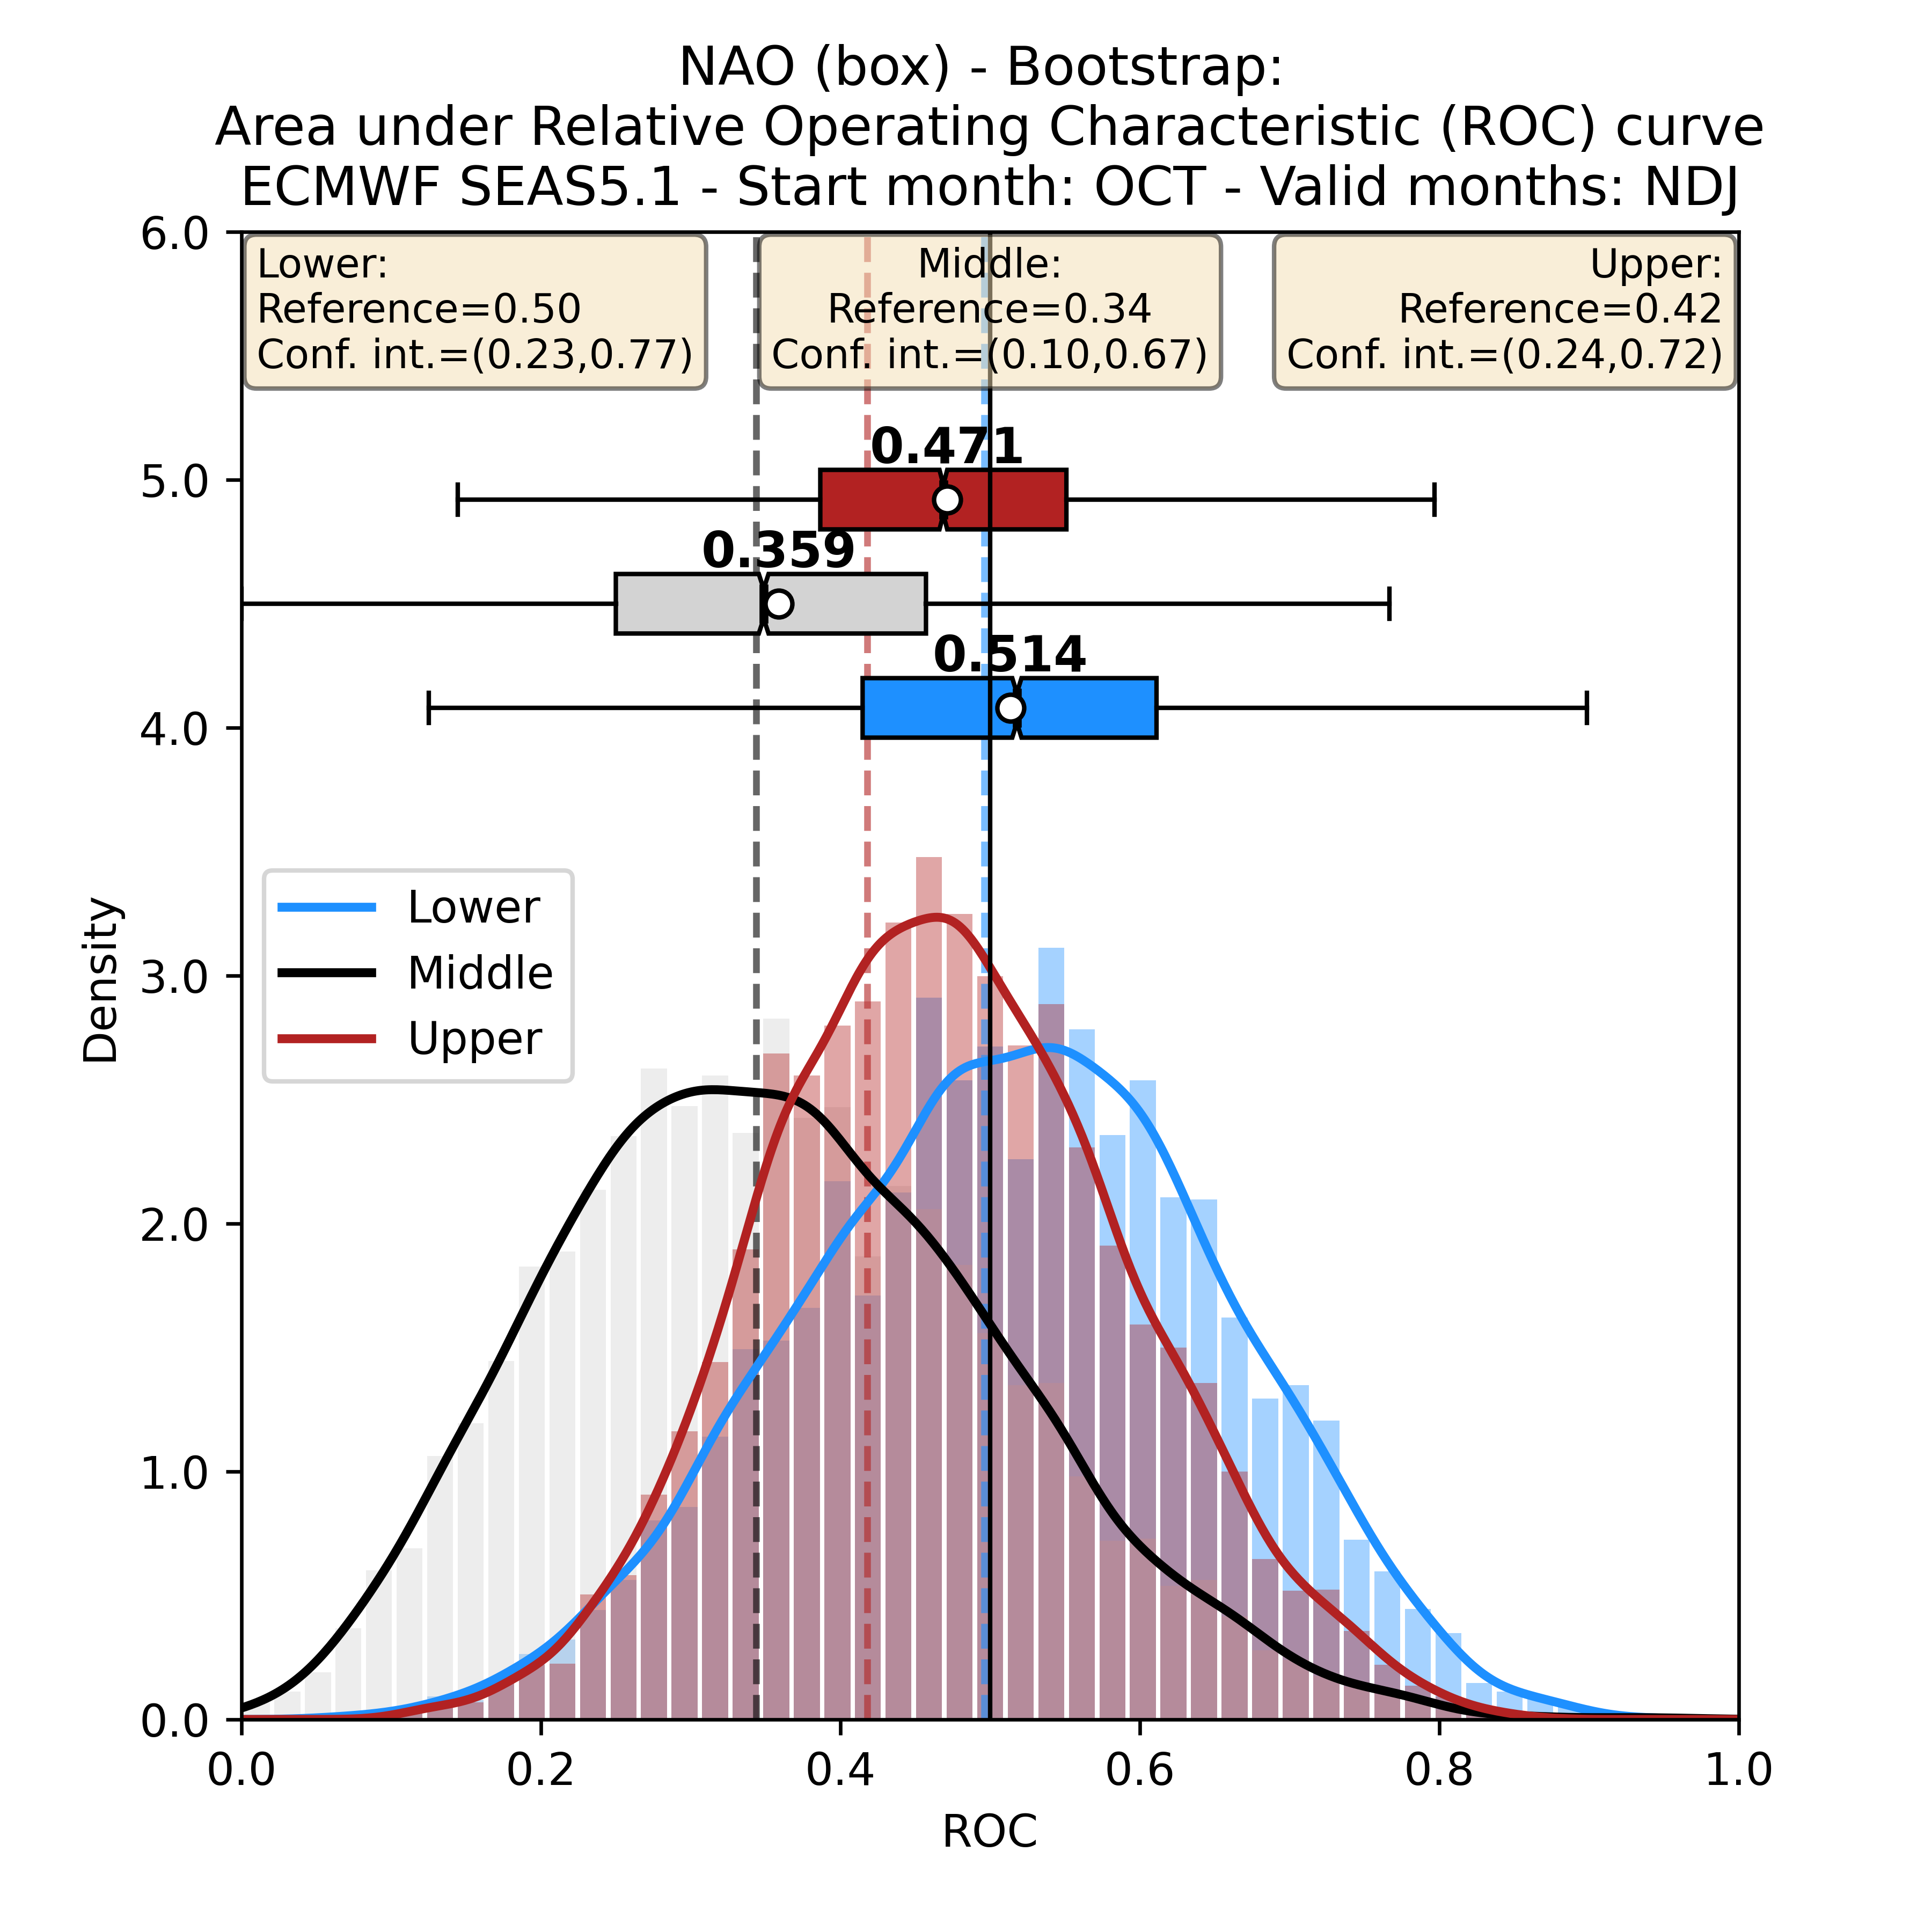 NAO (box) - Bootstrap:
Area under Relative Operating Characteristic (ROC) curve
ECMWF SEAS5.1 - Start month: OCT - Valid months: NDJ
Lower:
Reference=0.50
Conf. int.=(0.23,0.77)
Middle:
Reference=0.34
Conf. int.=(0.10,0.67)
Upper:
Reference=0.42
Conf. int.=(0.24,0.72)
0.471
0.359
0.514
Lower
Middle
Upper
Density
6.0
5.0
4.0
3.0
2.0
1.0
0.0
0.0 0.2 0.4 0.6 0.8 1.0
ROC